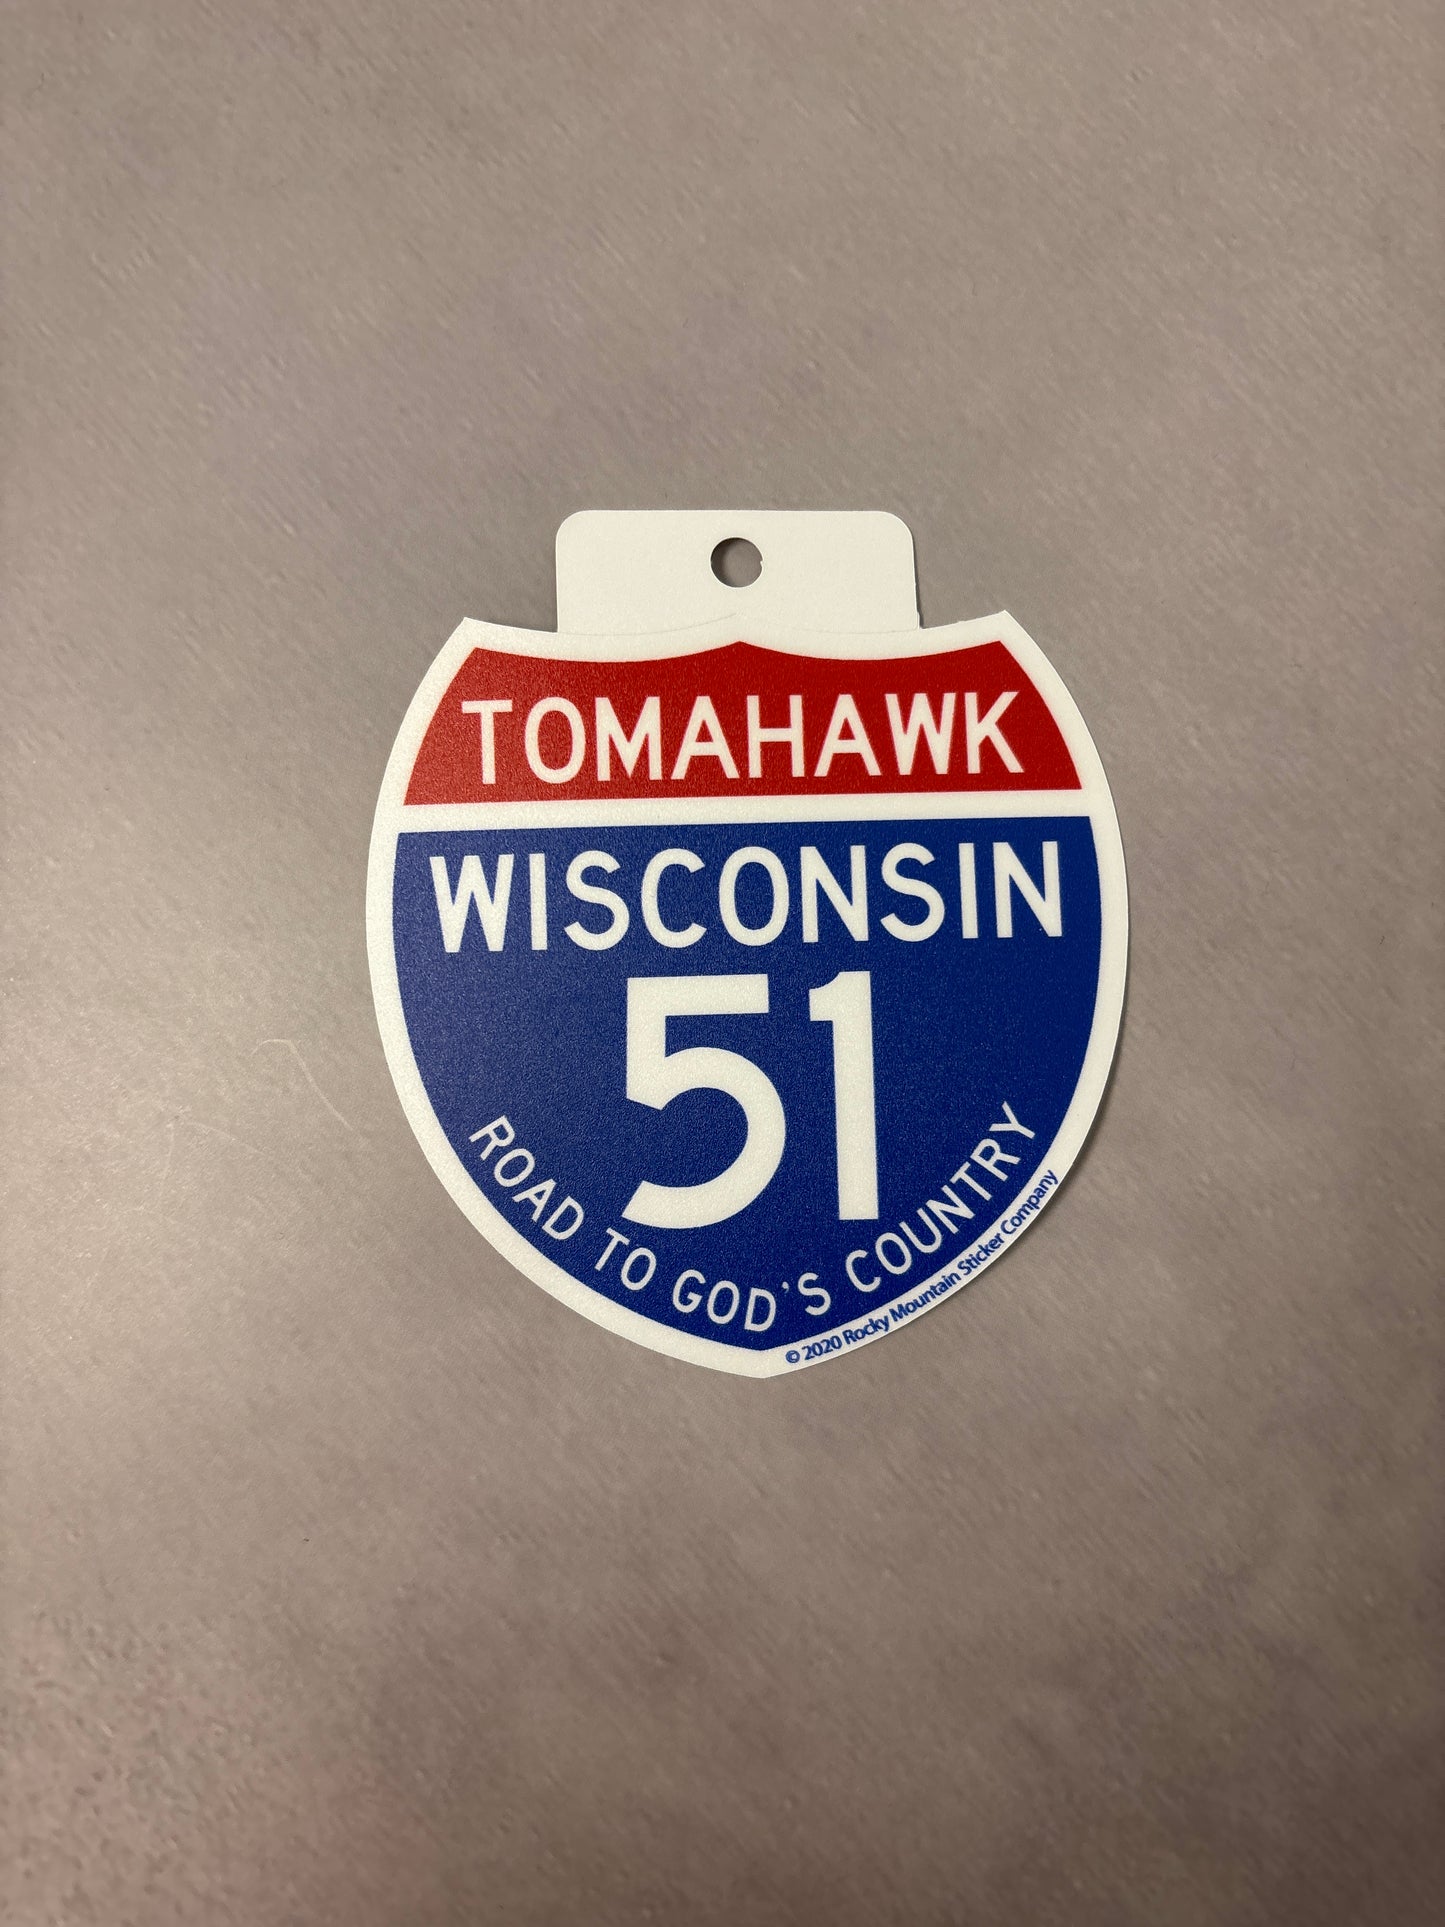 TOMAHAWK
WISCONSIN
51
ROAD TO GOD'S COUNTRY
© 2020 Rocky Mountain Sticker Company